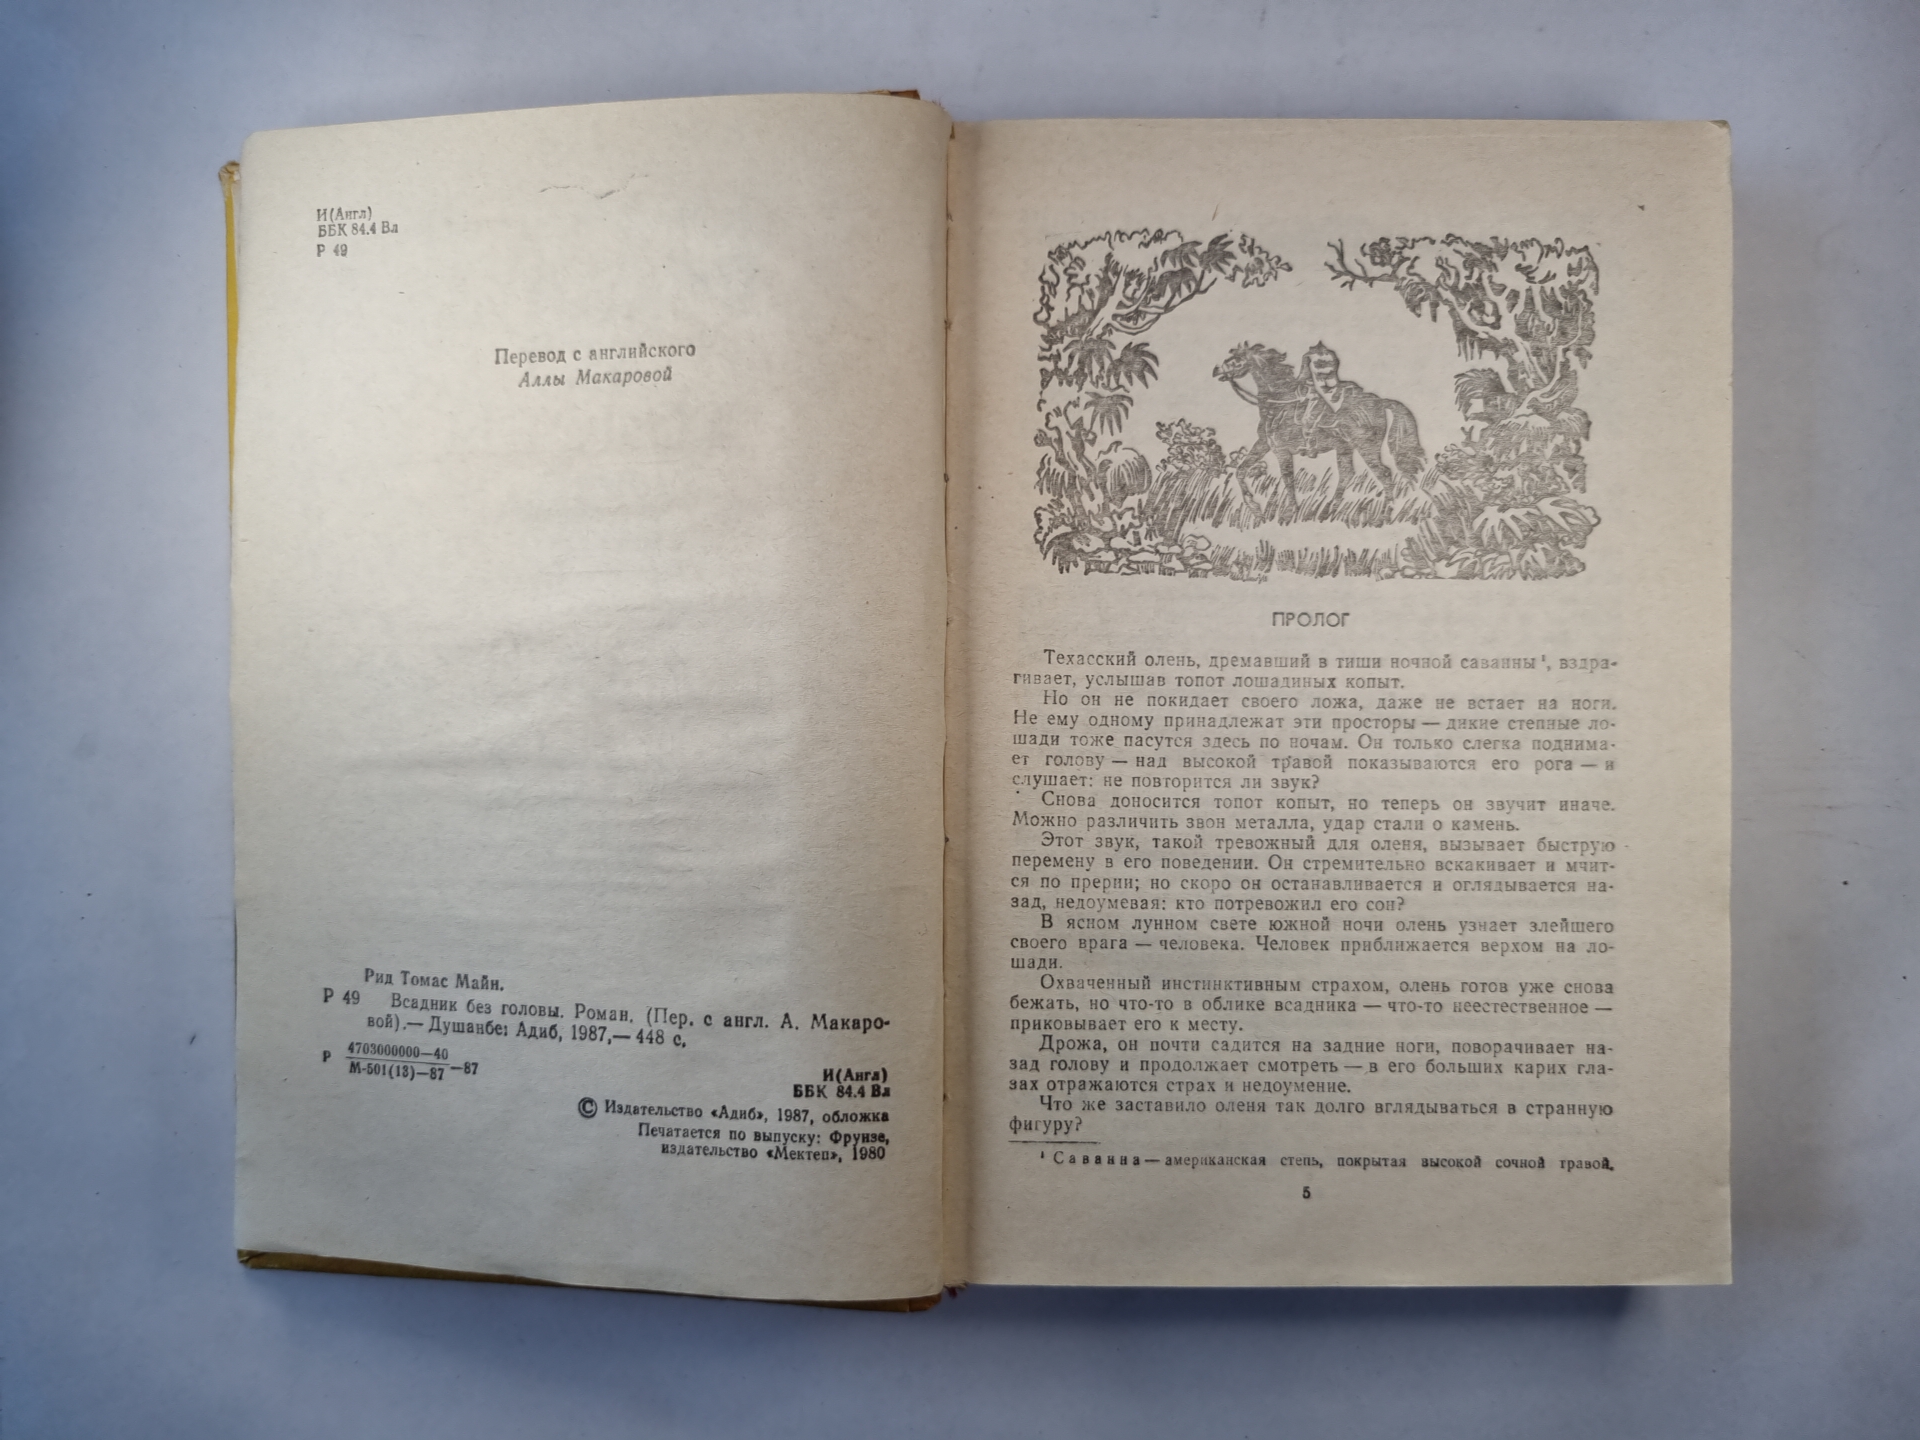 И(Англ)
ББК 84.4 Вл
Р 49
Перевод с английского
Аллы Макаровой
Рид Томас Майн.
Р 49 Всадник без головы. Роман. (Пер. с англ. А. Макаро-
вой).— Душанбе: Адиб, 1987,— 448 с.
Р 4703000000—40
М-501(13)—87 —87
И(Англ)
ББК 84.4 Вл
© Издательство «Адиб», 1987, обложка
Печатается по выпуску: Фрунзе,
издательство «Мектеп», 1980
ПРОЛОГ
Техасский олень, дремавший в тиши ночной саванны¹, вздра-
гивает, услышав топот лошадиных копыт.
Но он не покидает своего ложа, даже не встает на ноги.
Не ему одному принадлежат эти просторы — дикие степные ло-
шади тоже пасутся здесь по ночам. Он только слегка поднима-
ет голову — над высокой травой показываются его рога — и
слушает: не повторится ли звук?
Снова доносится топот копыт, но теперь он звучит иначе.
Можно различить звон металла, удар стали о камень.
Этот звук, такой тревожный для оленя, вызывает быструю
перемену в его поведении. Он стремительно вскакивает и мчит-
ся по прерии; но скоро он останавливается и оглядывается на-
зад, недоумевая: кто потревожил его сон?
В ясном лунном свете южной ночи олень узнает злейшего
своего врага — человека. Человек приближается верхом на ло-
шади.
Охваченный инстинктивным страхом, олень готов уже снова
бежать, но что-то в облике всадника — что-то неестественное —
приковывает его к месту.
Дрожа, он почти садится на задние ноги, поворачивает на-
зад голову и продолжает смотреть — в его больших карих гла-
зах отражаются страх и недоумение.
Что же заставило оленя так долго вглядываться в странную
фигуру?
¹ Саванна — американская степь, покрытая высокой сочной травой.
5